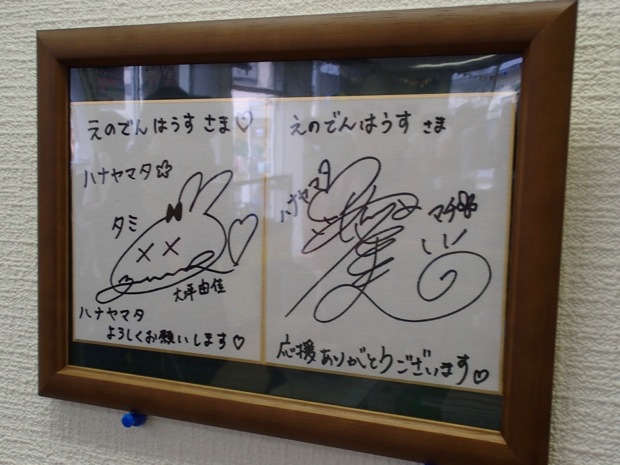 えのでんはうす さま♡
ハナヤマタ☆
タミ
大坪由佳
ハナヤマタ
よろしくお願いします♡
えのでんはうす さま
ハナヤマタ
マチ
応援ありがとうございます♡